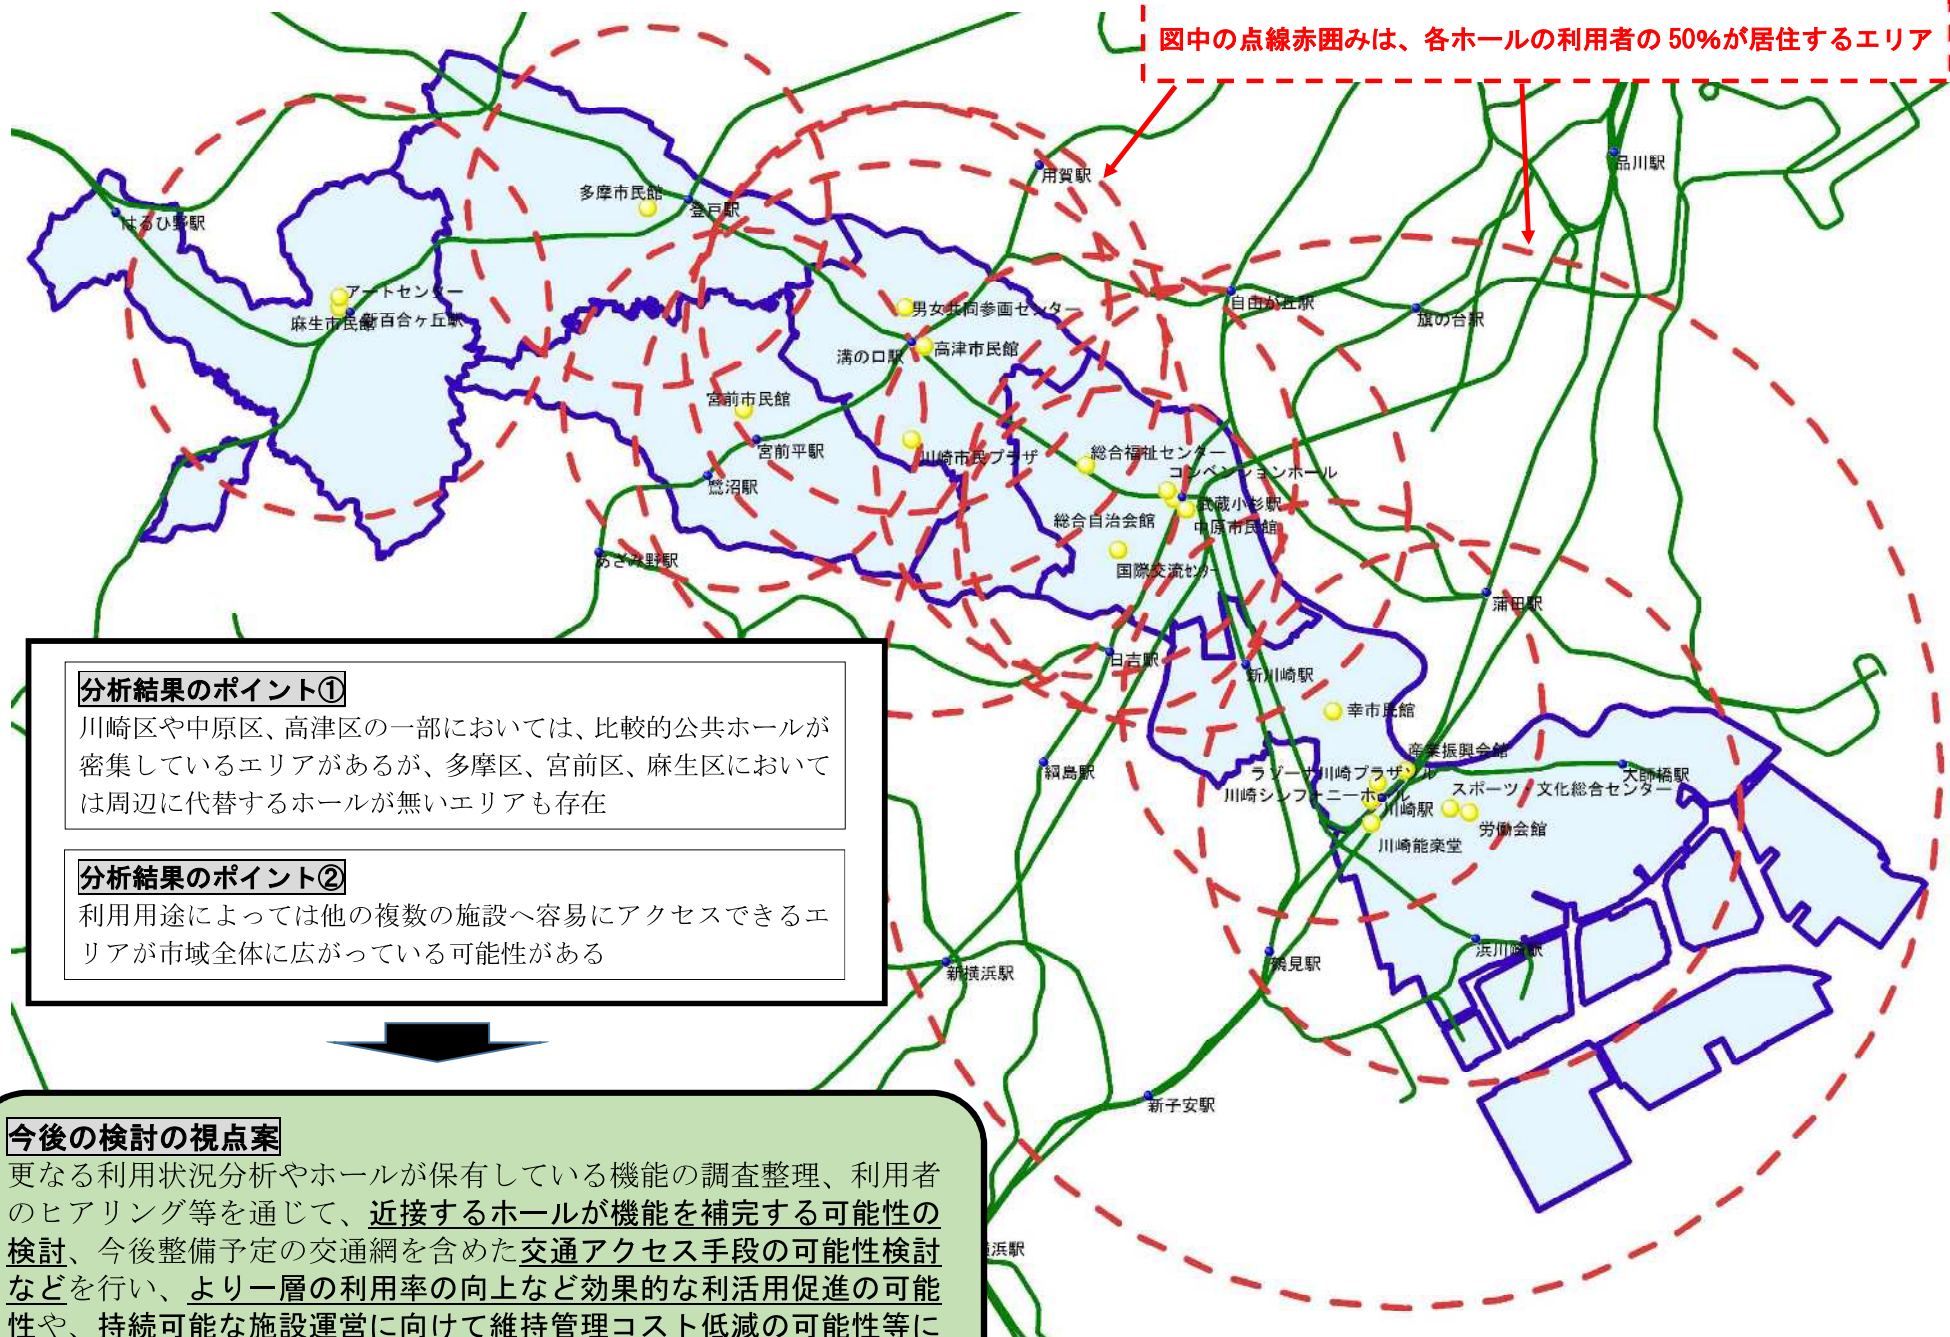 図中の点線赤囲みは、各ホールの利用者の50%が居住するエリア
品川駅
用賀駅
多摩市民館
登戸駅
はるひ野駅
アートセンター
麻生市民館
新百合ヶ丘駅
男女共同参画センター
自由が丘駅
旗の台駅
溝の口駅
高津市民館
宮前市民館
宮前平駅
川崎市民プラザ
鷺沼駅
総合福祉センター
コンベンションホール
武蔵小杉駅
総合自治会館
中原市民館
あざみ野駅
国際交流センター
蒲田駅
日吉駅
新川崎駅
幸市民館
産業振興会館
綱島駅
ラゾーナ川崎プラザソル
大師橋駅
川崎シンフォニーホール
スポーツ・文化総合センター
川崎駅
労働会館
川崎能楽堂
浜川崎駅
鶴見駅
新横浜駅
新子安駅
浜駅
分析結果のポイント①
川崎区や中原区、高津区の一部においては、比較的公共ホールが
密集しているエリアがあるが、多摩区、宮前区、麻生区において
は周辺に代替するホールが無いエリアも存在
分析結果のポイント②
利用用途によっては他の複数の施設へ容易にアクセスできるエ
リアが市域全体に広がっている可能性がある
今後の検討の視点案
更なる利用状況分析やホールが保有している機能の調査整理、利用者
のヒアリング等を通じて、近接するホールが機能を補完する可能性の
検討、今後整備予定の交通網を含めた交通アクセス手段の可能性検討
などを行い、より一層の利用率の向上など効果的な利活用促進の可能
性や、持続可能な施設運営に向けて維持管理コスト低減の可能性等に